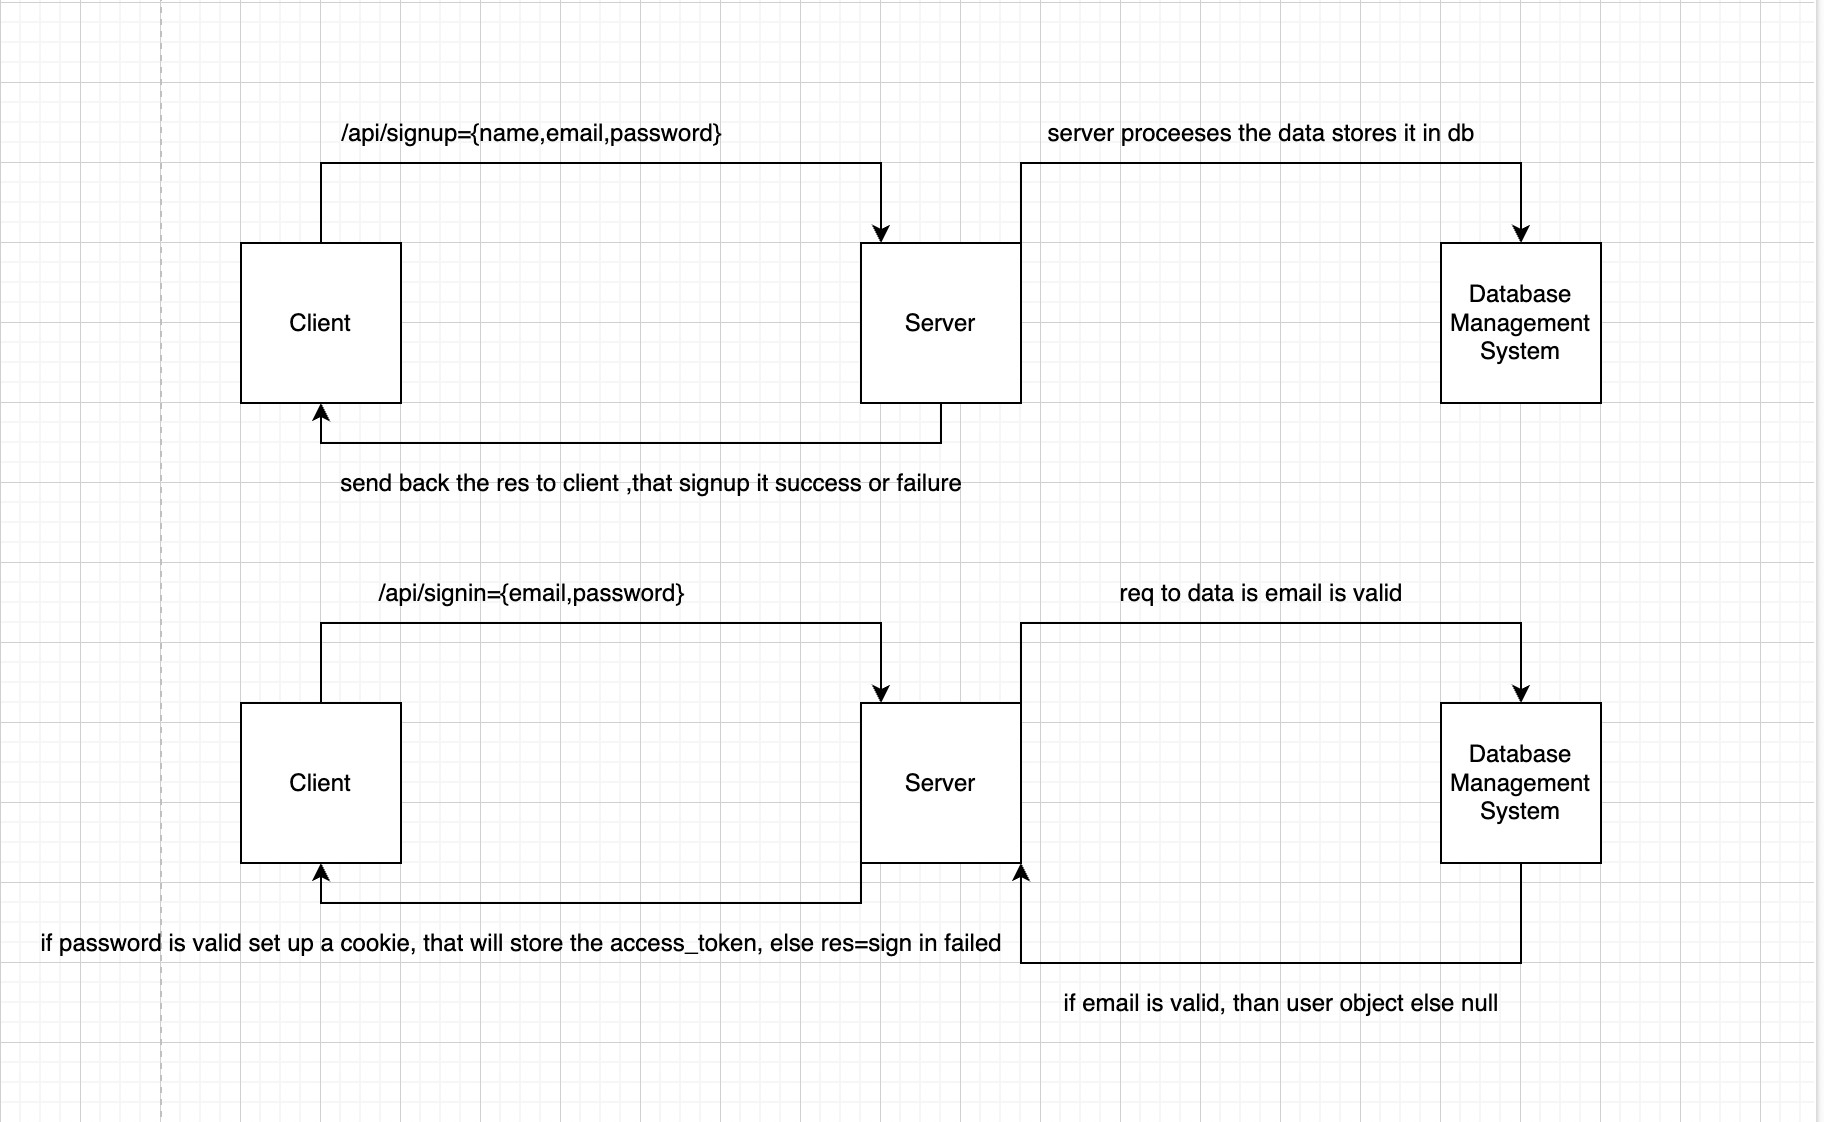 /api/signup={name,email,password}
server proceeses the data stores it in db
Client
Server
Database
Management
System
send back the res to client ,that signup it success or failure
/api/signin={email,password}
req to data is email is valid
Client
Server
Database
Management
System
if password is valid set up a cookie, that will store the access_token, else res=sign in failed
if email is valid, than user object else null